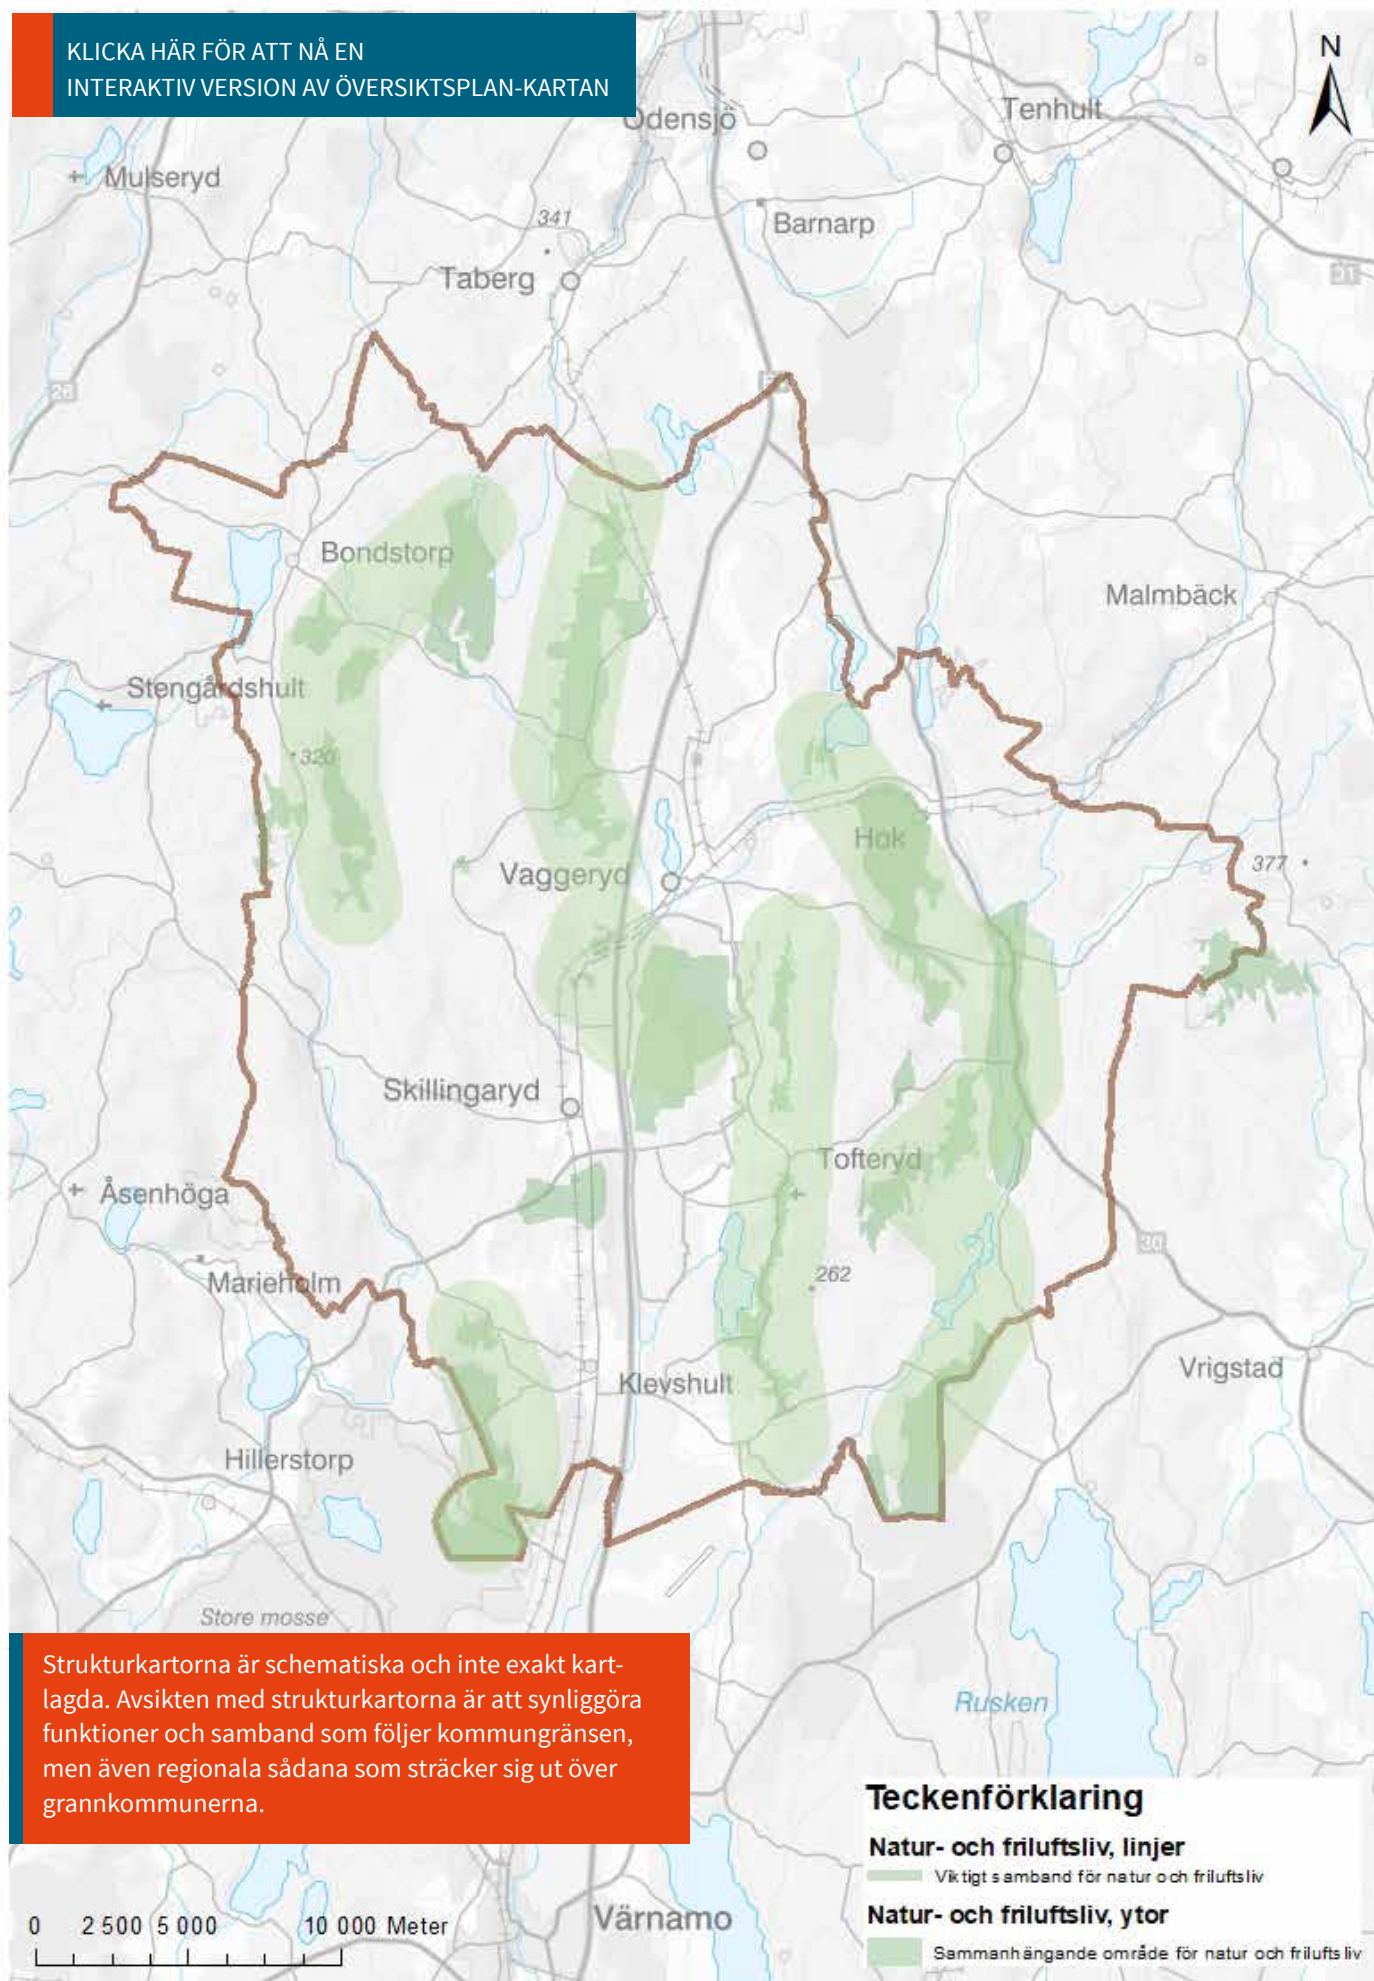 KLICKA HÄR FÖR ATT NÅ EN
INTERAKTIV VERSION AV ÖVERSIKTSPLAN-KARTAN
N
Odensjö
Tenhult
Mulseryd
341
Barnarp
Taberg
31
26
Bondstorp
Malmbäck
Stengårdshult
320
Hok
377
Vaggeryd
Skillingaryd
Tofteryd
Åsenhöga
30
262
Marieholm
Vrigstad
Klevshult
Hillerstorp
Store mosse
Strukturkartorna är schematiska och inte exakt kart-
lagda. Avsikten med strukturkartorna är att synliggöra
funktioner och samband som följer kommungränsen,
men även regionala sådana som sträcker sig ut över
grannkommunerna.
Rusken
Teckenförklaring
Natur- och friluftsliv, linjer
Viktigt samband för natur och friluftsliv
Natur- och friluftsliv, ytor
Sammanhängande område för natur och friluftsliv
Värnamo
0 2 500 5 000 10 000 Meter